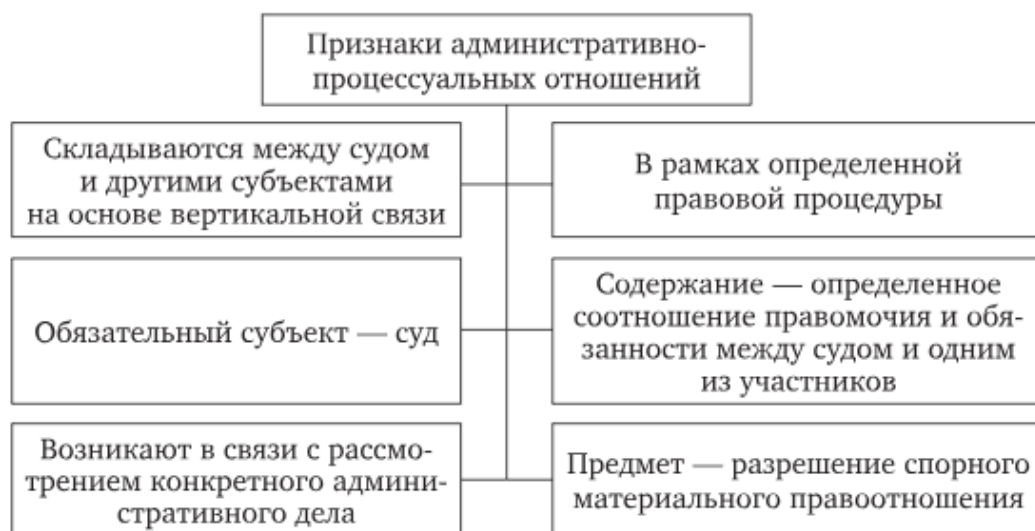 Признаки административно-
процессуальных отношений
Складываются между судом
и другими субъектами
на основе вертикальной связи
В рамках определенной
правовой процедуры
Обязательный субъект — суд
Содержание — определенное
соотношение правомочия и обя-
занности между судом и одним
из участников
Возникают в связи с рассмо-
трением конкретного админи-
стративного дела
Предмет — разрешение спорного
материального правоотношения